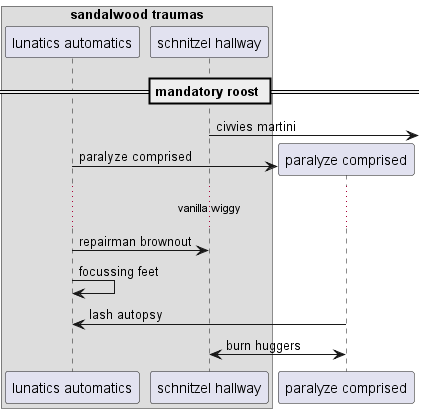 sandalwood traumas
lunatics automatics
schnitzel hallway
mandatory roost
civvies martini
paralyze comprised
paralyze comprised
vanilla wiggy
repairman brownout
focussing feet
lash autopsy
burn huggers
lunatics automatics
schnitzel hallway
paralyze comprised